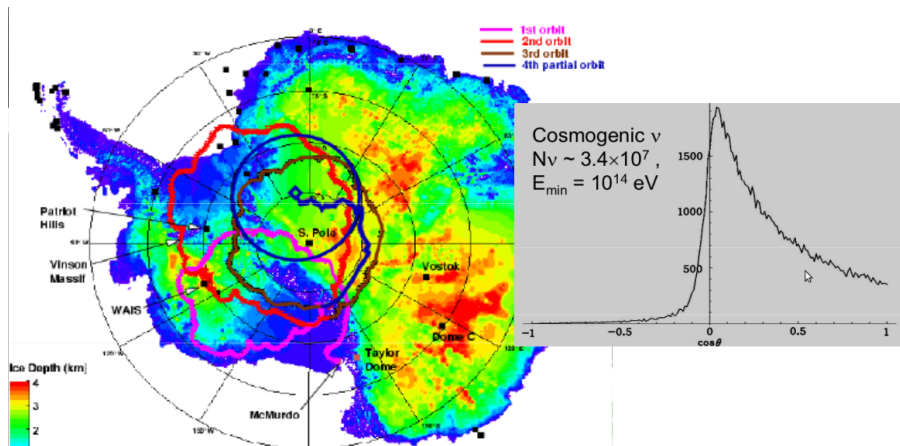 1st orbit
2nd orbit
3rd orbit
4th partial orbit
0° E
Cosmogenic ν
Nν ~ 3.4×10⁷ ,
E_min = 10¹⁴ eV
1500
1000
500
−1
−0.5
0
0.5
1
cosθ
Patriot
Hills
Vinson
Massif
WAIS
S. Pole
Vostok
Dome C
Taylor
Dome
McMurdo
Ice Depth (km)
4
3
2